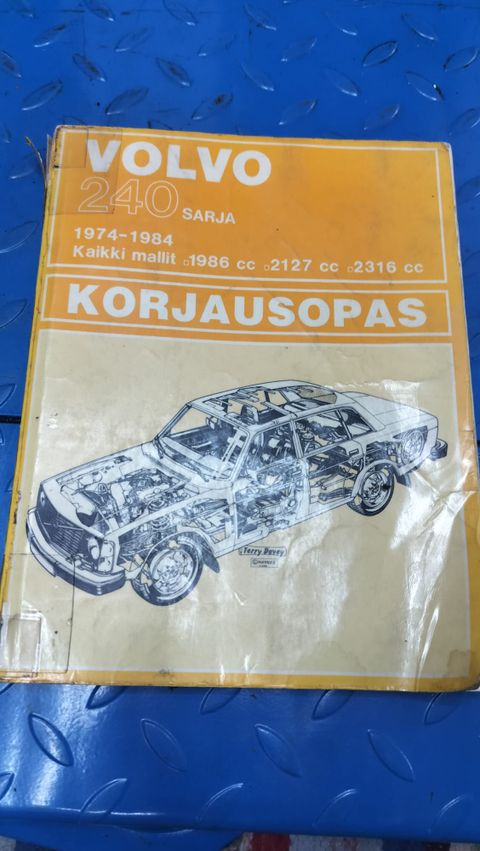 VOLVO
240 SARJA
1974-1984
Kaikki mallit □1986 cc □2127 cc □2316 cc
KORJAUSOPAS
Terry Davey